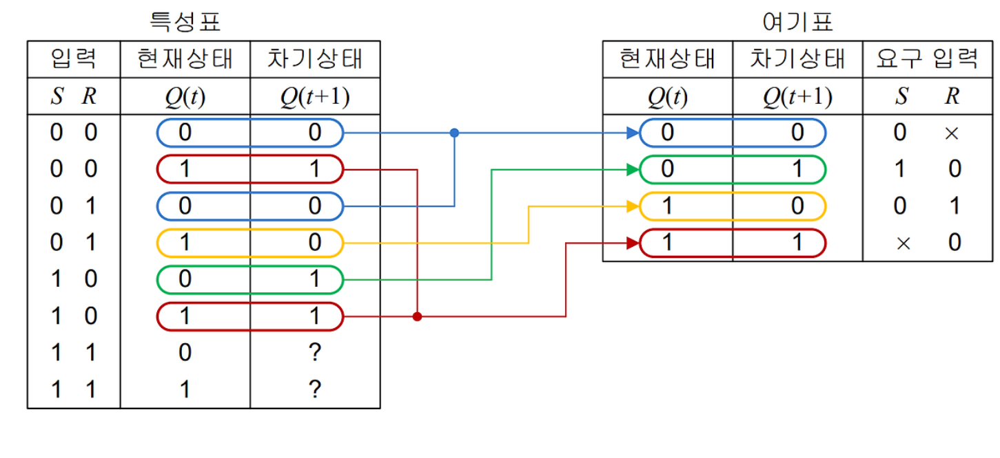 특성표
입력 현재상태 차기상태
S R Q(t) Q(t+1)
0 0 0 0
0 0 1 1
0 1 0 0
0 1 1 0
1 0 0 1
1 0 1 1
1 1 0 ?
1 1 1 ?
여기표
현재상태 차기상태 요구 입력
Q(t) Q(t+1) S R
0 0 0 ×
0 1 1 0
1 0 0 1
1 1 × 0